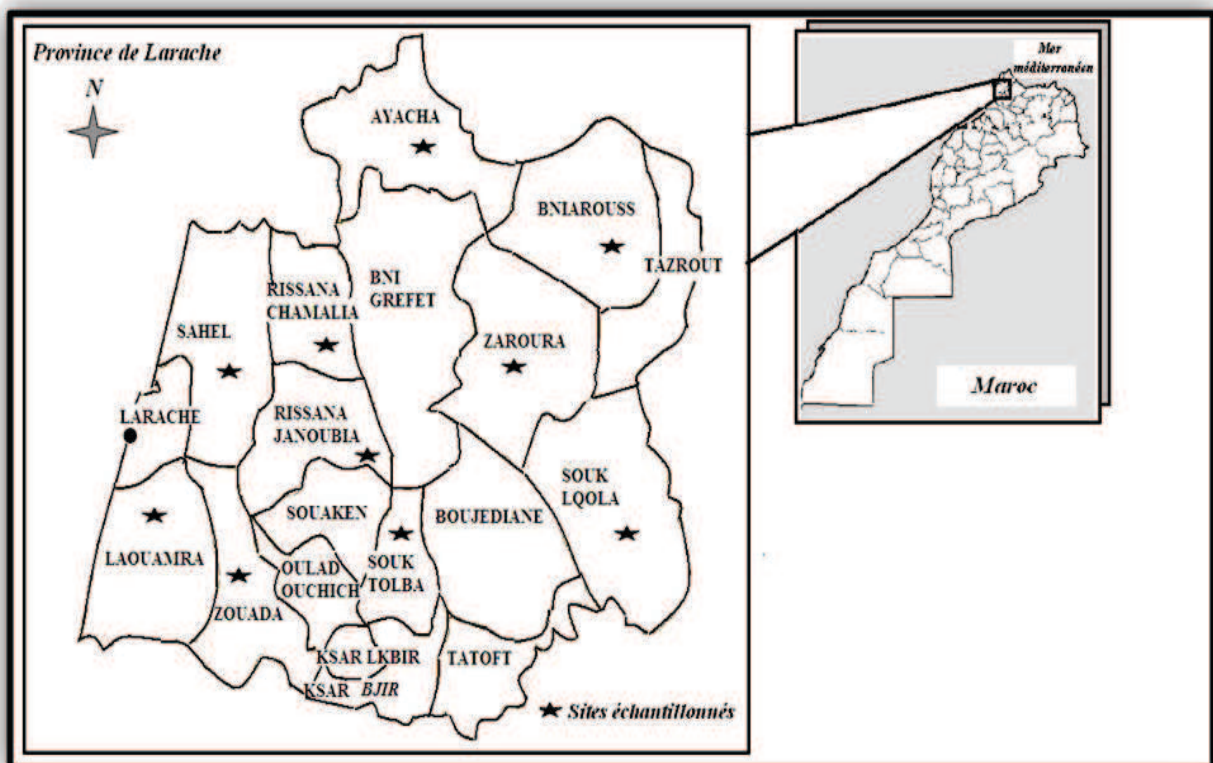 Province de Larache
N
AYACHA
BNIAROUSS
TAZROUT
BNI
GREFET
RISSANA
CHAMALIA
SAHEL
ZAROURA
LARACHE
RISSANA
JANOUBIA
SOUK
LQOLA
SOUAKEN
BOUJEDIANE
LAOUAMRA
OULAD
OUCHICH
SOUK
TOLBA
ZOUADA
KSAR LKBIR
TATOFT
KSAR BJIR
Sites échantillonnés
Mer
méditerranéen
Maroc